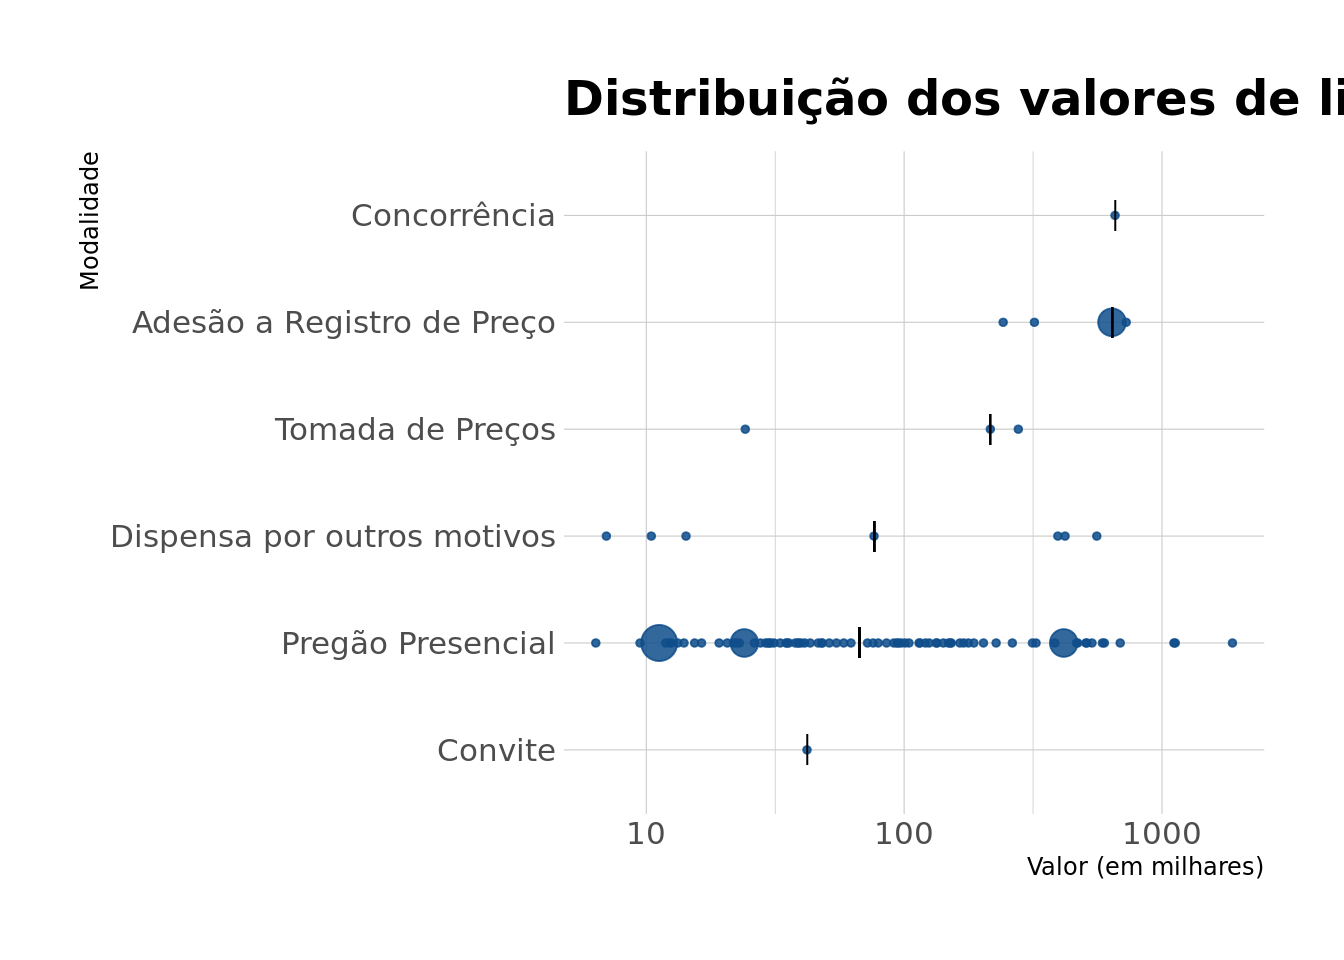 Distribuição dos valores de li
Modalidade
Concorrência
Adesão a Registro de Preço
Tomada de Preços
Dispensa por outros motivos
Pregão Presencial
Convite
10 100 1000
Valor (em milhares)